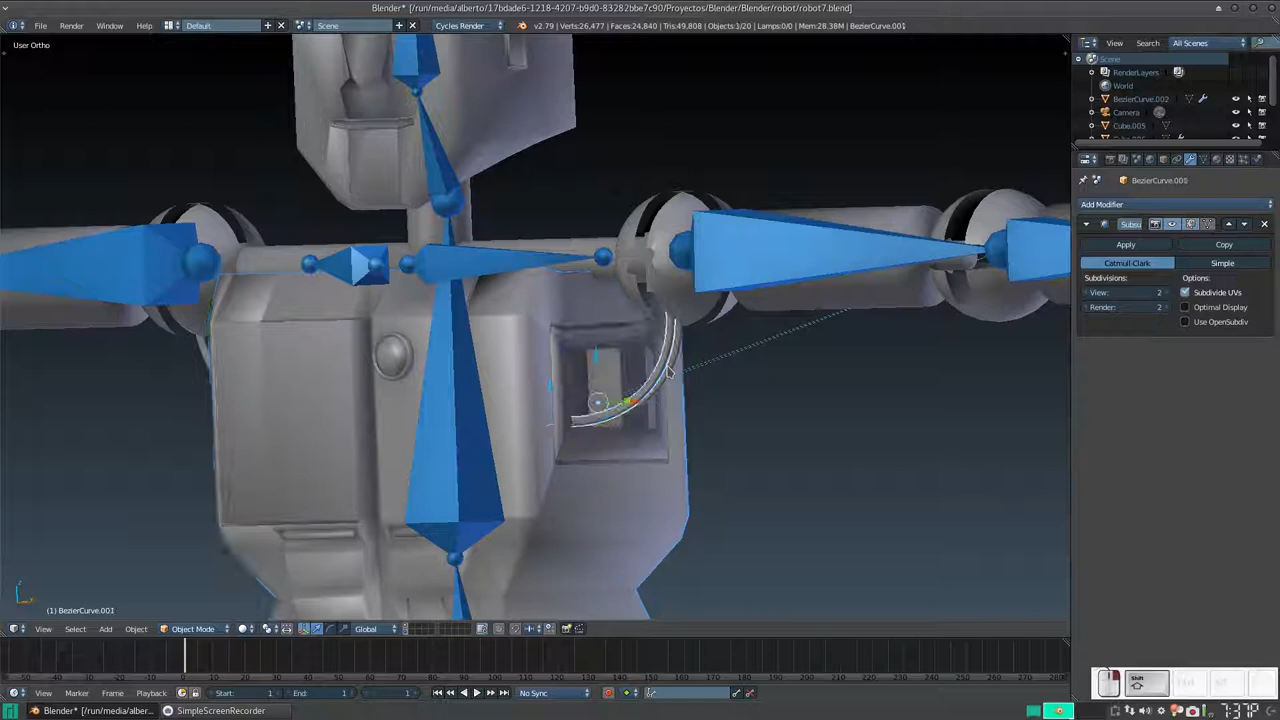 Blender* [/run/media/alberto/17bdade6-1218-4207-b9d0-83282bbe7c90/Proyectos/Blender/Blender/robot/robot7.blend]
File Render Window Help Default Scene Cycles Render v2.79 | Verts:26,477 | Faces:24,840 | Tris:49,808 | Objects:1/20 | Lamps:0/0 | Mem:28.38M | BezierCurve.001
View Search All Scenes
User Ortho
Scene
RenderLayers
World
BezierCurve.002
Camera
Cube.005
Add Modifier
Subsu
Apply Copy
Catmull-Clark Simple
Subdivisions: Options:
View: 2 Subdivide UVs
Render: 2 Optimal Display
Use OpenSubdiv
(1) BezierCurve.001
View Select Add Object Object Mode Global
View Marker Frame Playback Start: 1 End: 1 1 No Sync
Shift
Blender* [/run/media/alber... SimpleScreenRecorder